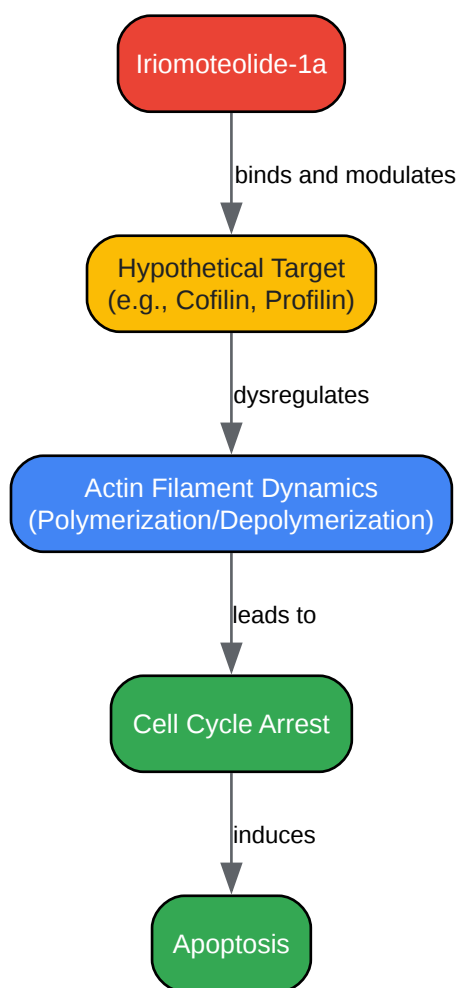 Iriomoteolide-1a
binds and modulates
Hypothetical Target
(e.g., Cofilin, Profilin)
dysregulates
Actin Filament Dynamics
(Polymerization/Depolymerization)
leads to
Cell Cycle Arrest
induces
Apoptosis